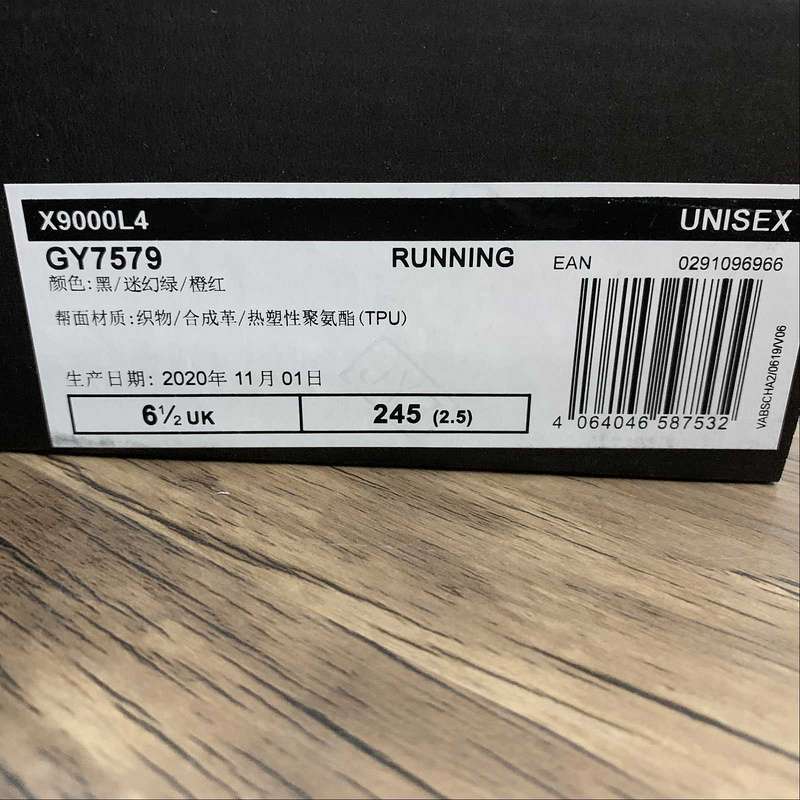 X9000L4 UNISEX
GY7579 RUNNING EAN 0291096966
颜色:黑/迷幻绿/橙红
帮面材质:织物/合成革/热塑性聚氨酯(TPU)
生产日期: 2020年 11月 01日
6½ UK 245 (2.5)
4 064046 587532
VABSCHA2/0619/V06